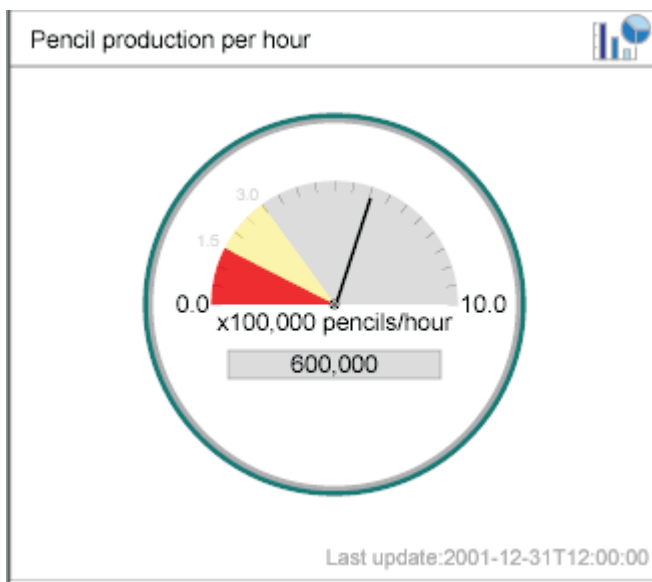 Pencil production per hour
3.0
1.5
0.0
10.0
x100,000 pencils/hour
600,000
Last update:2001-12-31T12:00:00